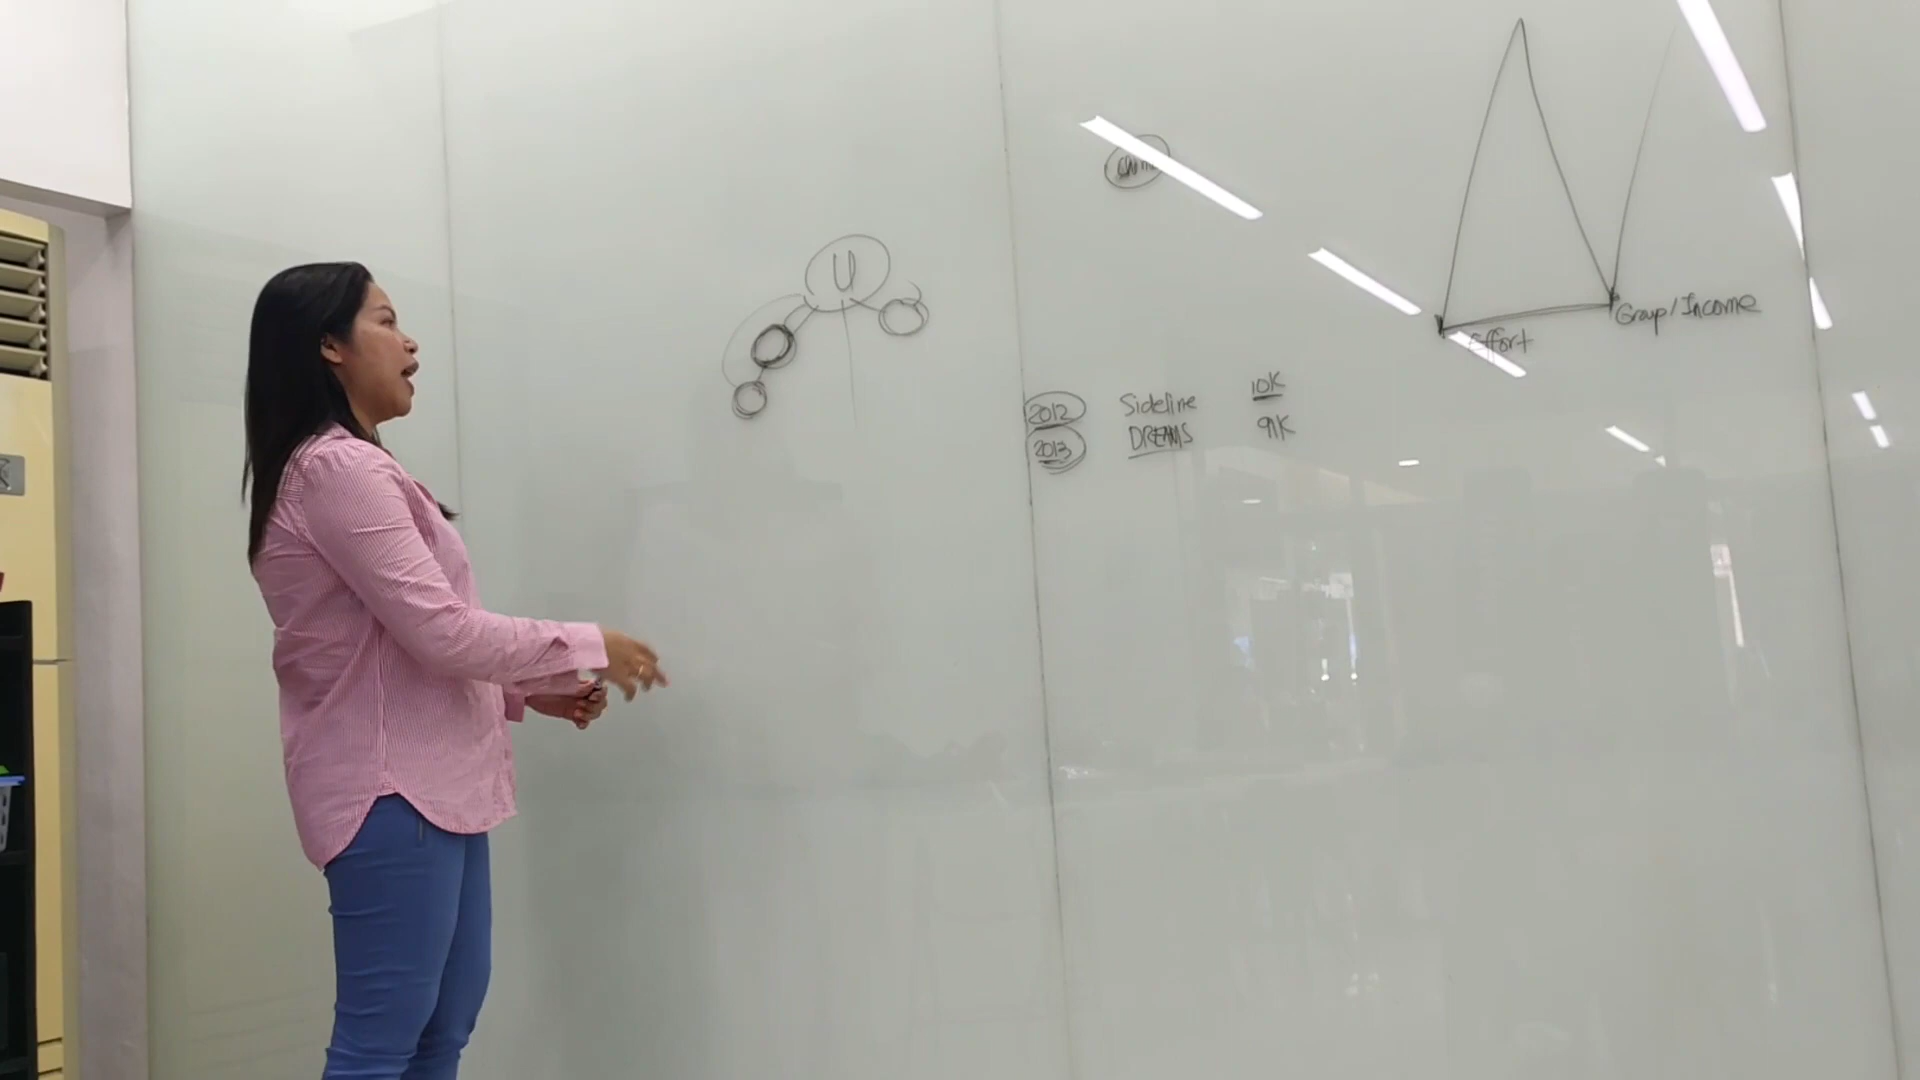 U
Effort
Group/Income
2012 Sideline 10K
2013 DREAMS 91K